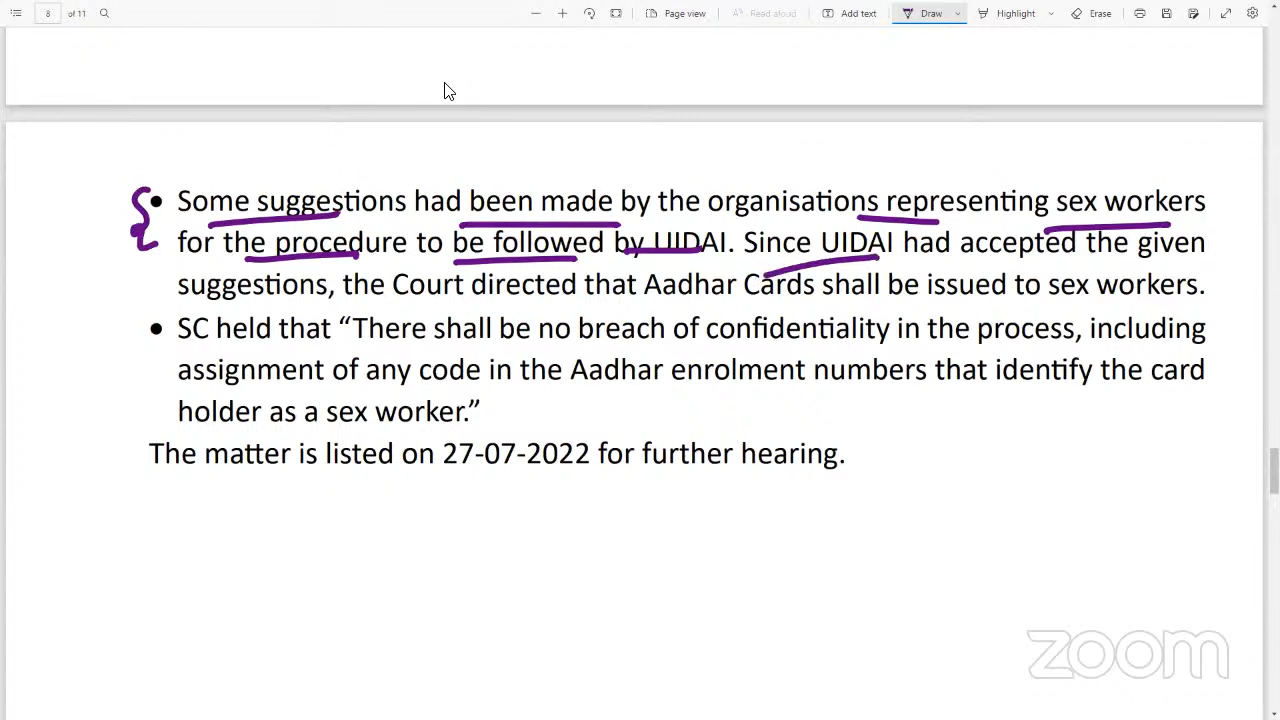 8 of 11 Page view Read aloud Add text Draw Highlight Erase
• Some suggestions had been made by the organisations representing sex workers
for the procedure to be followed by UIDAI. Since UIDAI had accepted the given
suggestions, the Court directed that Aadhar Cards shall be issued to sex workers.
• SC held that “There shall be no breach of confidentiality in the process, including
assignment of any code in the Aadhar enrolment numbers that identify the card
holder as a sex worker.”
The matter is listed on 27-07-2022 for further hearing.
zoom